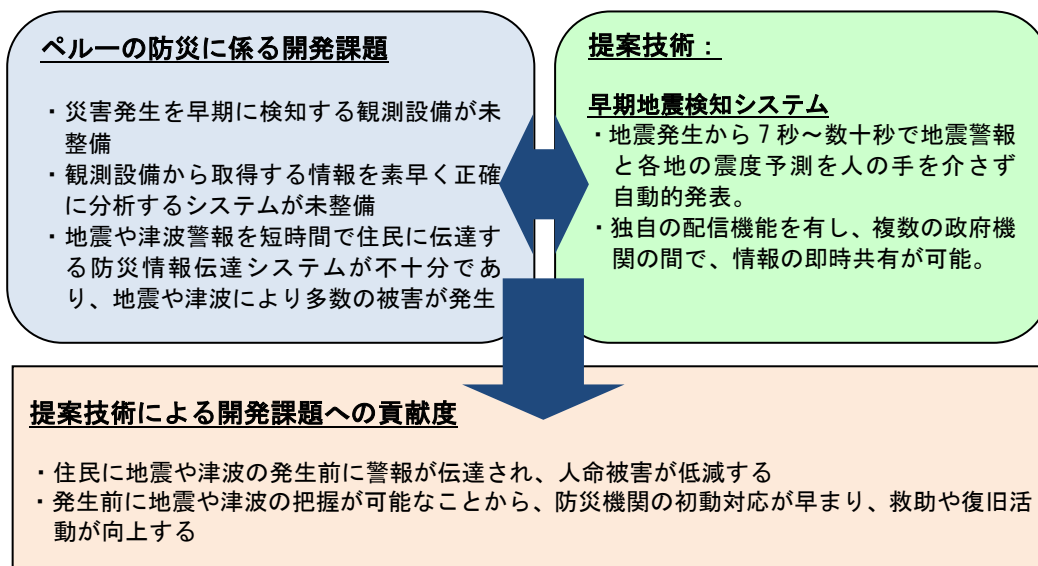 ペルーの防災に係る開発課題
・災害発生を早期に検知する観測設備が未
整備
・観測設備から取得する情報を素早く正確
に分析するシステムが未整備
・地震や津波警報を短時間で住民に伝達す
る防災情報伝達システムが不十分であ
り、地震や津波により多数の被害が発生
提案技術：
早期地震検知システム
・地震発生から７秒～数十秒で地震警報
と各地の震度予測を人の手を介さず
自動的発表。
・独自の配信機能を有し、複数の政府機
関の間で、情報の即時共有が可能。
提案技術による開発課題への貢献度
・住民に地震や津波の発生前に警報が伝達され、人命被害が低減する
・発生前に地震や津波の把握が可能なことから、防災機関の初動対応が早まり、救助や復旧活
動が向上する